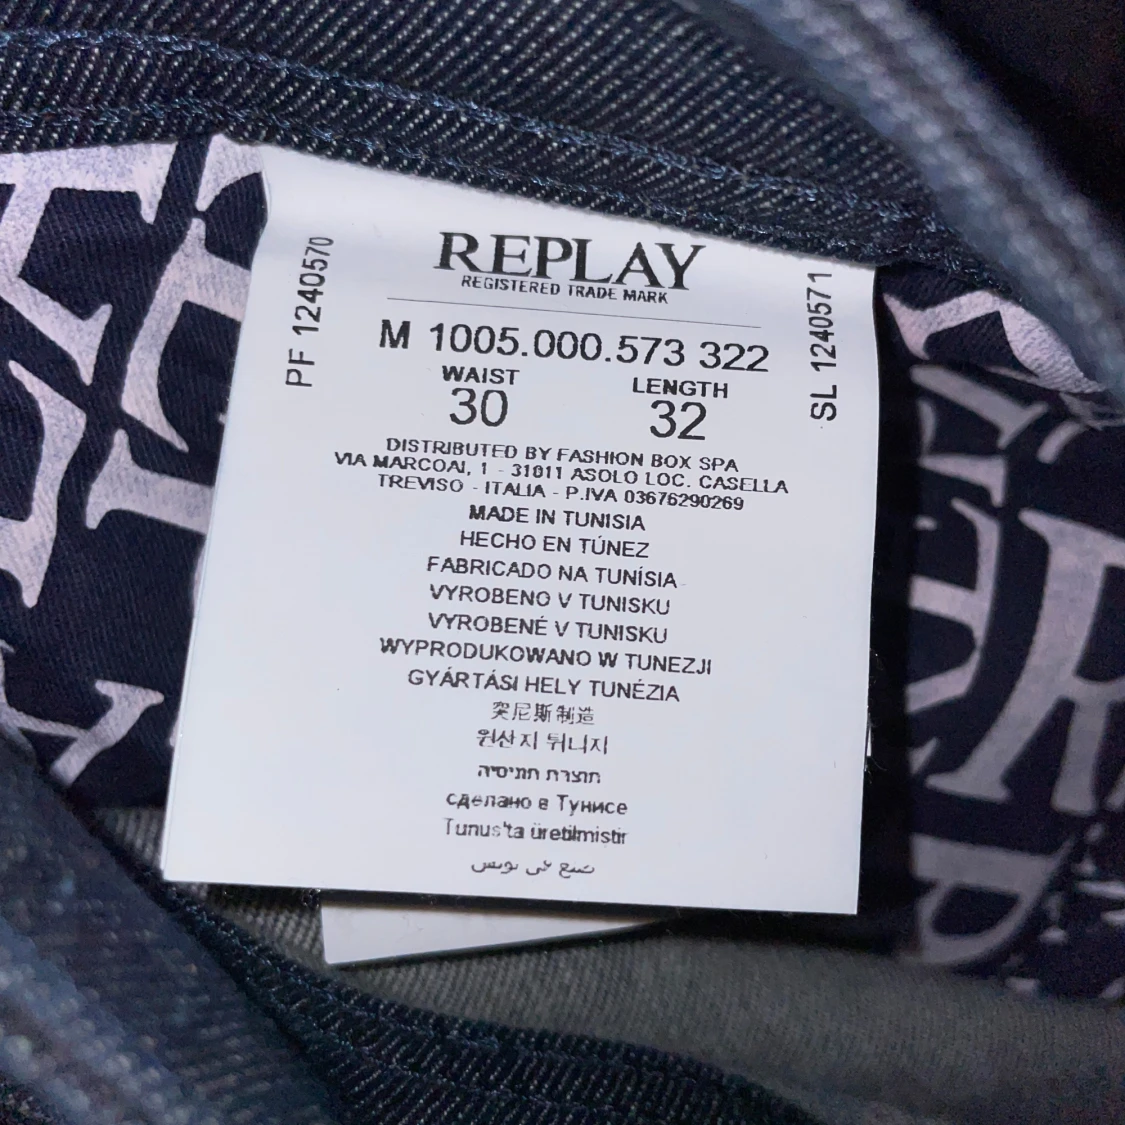 REPLAY
REGISTERED TRADE MARK
PF 1240570
SL 1240571
M 1005.000.573 322
WAIST LENGTH
30 32
DISTRIBUTED BY FASHION BOX SPA
VIA MARCOAI, 1 - 31011 ASOLO LOC. CASELLA
TREVISO - ITALIA - P.IVA 03676290269
MADE IN TUNISIA
HECHO EN TÚNEZ
FABRICADO NA TUNÍSIA
VYROBENO V TUNISKU
VYROBENÉ V TUNISKU
WYPRODUKOWANO W TUNEZJI
GYÁRTÁSI HELY TUNÉZIA
突尼斯制造
원산지 튀니지
תוצרת תוניסיה
сделано в Тунисе
Tunus'ta üretilmistir
صنع في تونس